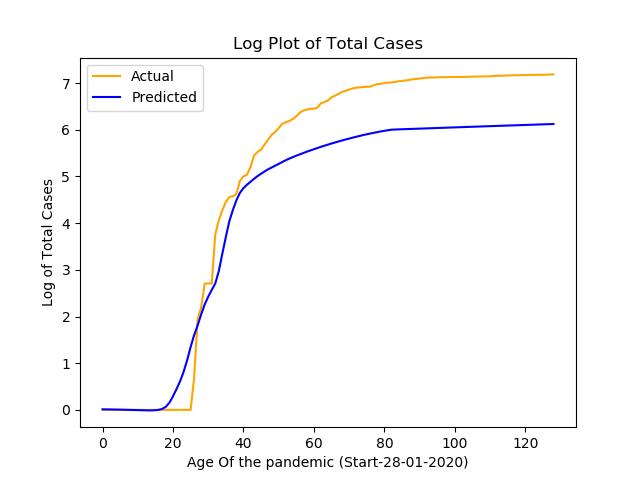 Log Plot of Total Cases
Actual
Predicted
Log of Total Cases
7
6
5
4
3
2
1
0
0 20 40 60 80 100 120
Age Of the pandemic (Start-28-01-2020)